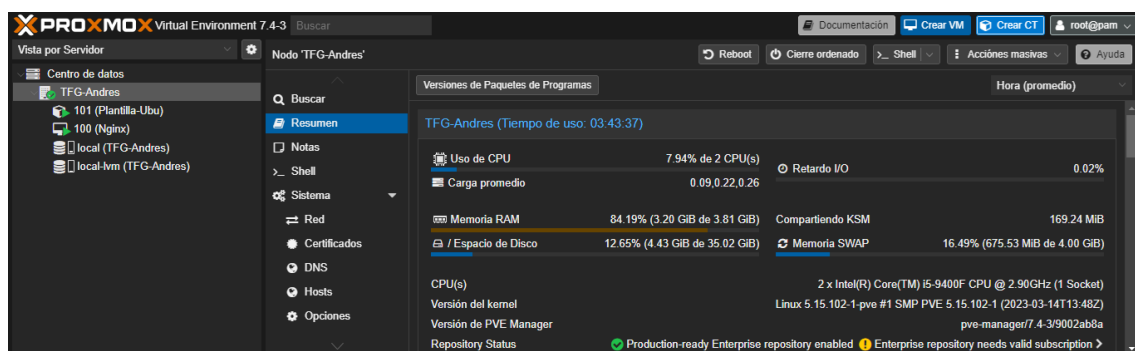 PROXMOX Virtual Environment 7.4-3 Buscar Documentación Crear VM Crear CT root@pam
Vista por Servidor
Nodo 'TFG-Andres' Reboot Cierre ordenado >_ Shell Acciónes masivas Ayuda
Centro de datos
TFG-Andres
101 (Plantilla-Ubu)
100 (Nginx)
local (TFG-Andres)
local-lvm (TFG-Andres)
Buscar
Resumen
Notas
>_ Shell
Sistema
Red
Certificados
DNS
Hosts
Opciones
Versiones de Paquetes de Programas Hora (promedio)
TFG-Andres (Tiempo de uso: 03:43:37)
Uso de CPU 7.94% de 2 CPU(s) Retardo I/O 0.02%
Carga promedio 0.09,0.22,0.26
Memoria RAM 84.19% (3.20 GiB de 3.81 GiB) Compartiendo KSM 169.24 MiB
/ Espacio de Disco 12.65% (4.43 GiB de 35.02 GiB) Memoria SWAP 16.49% (675.53 MiB de 4.00 GiB)
CPU(s) 2 x Intel(R) Core(TM) i5-9400F CPU @ 2.90GHz (1 Socket)
Versión del kernel Linux 5.15.102-1-pve #1 SMP PVE 5.15.102-1 (2023-03-14T13:48Z)
Versión de PVE Manager pve-manager/7.4-3/9002ab8a
Repository Status Production-ready Enterprise repository enabled Enterprise repository needs valid subscription